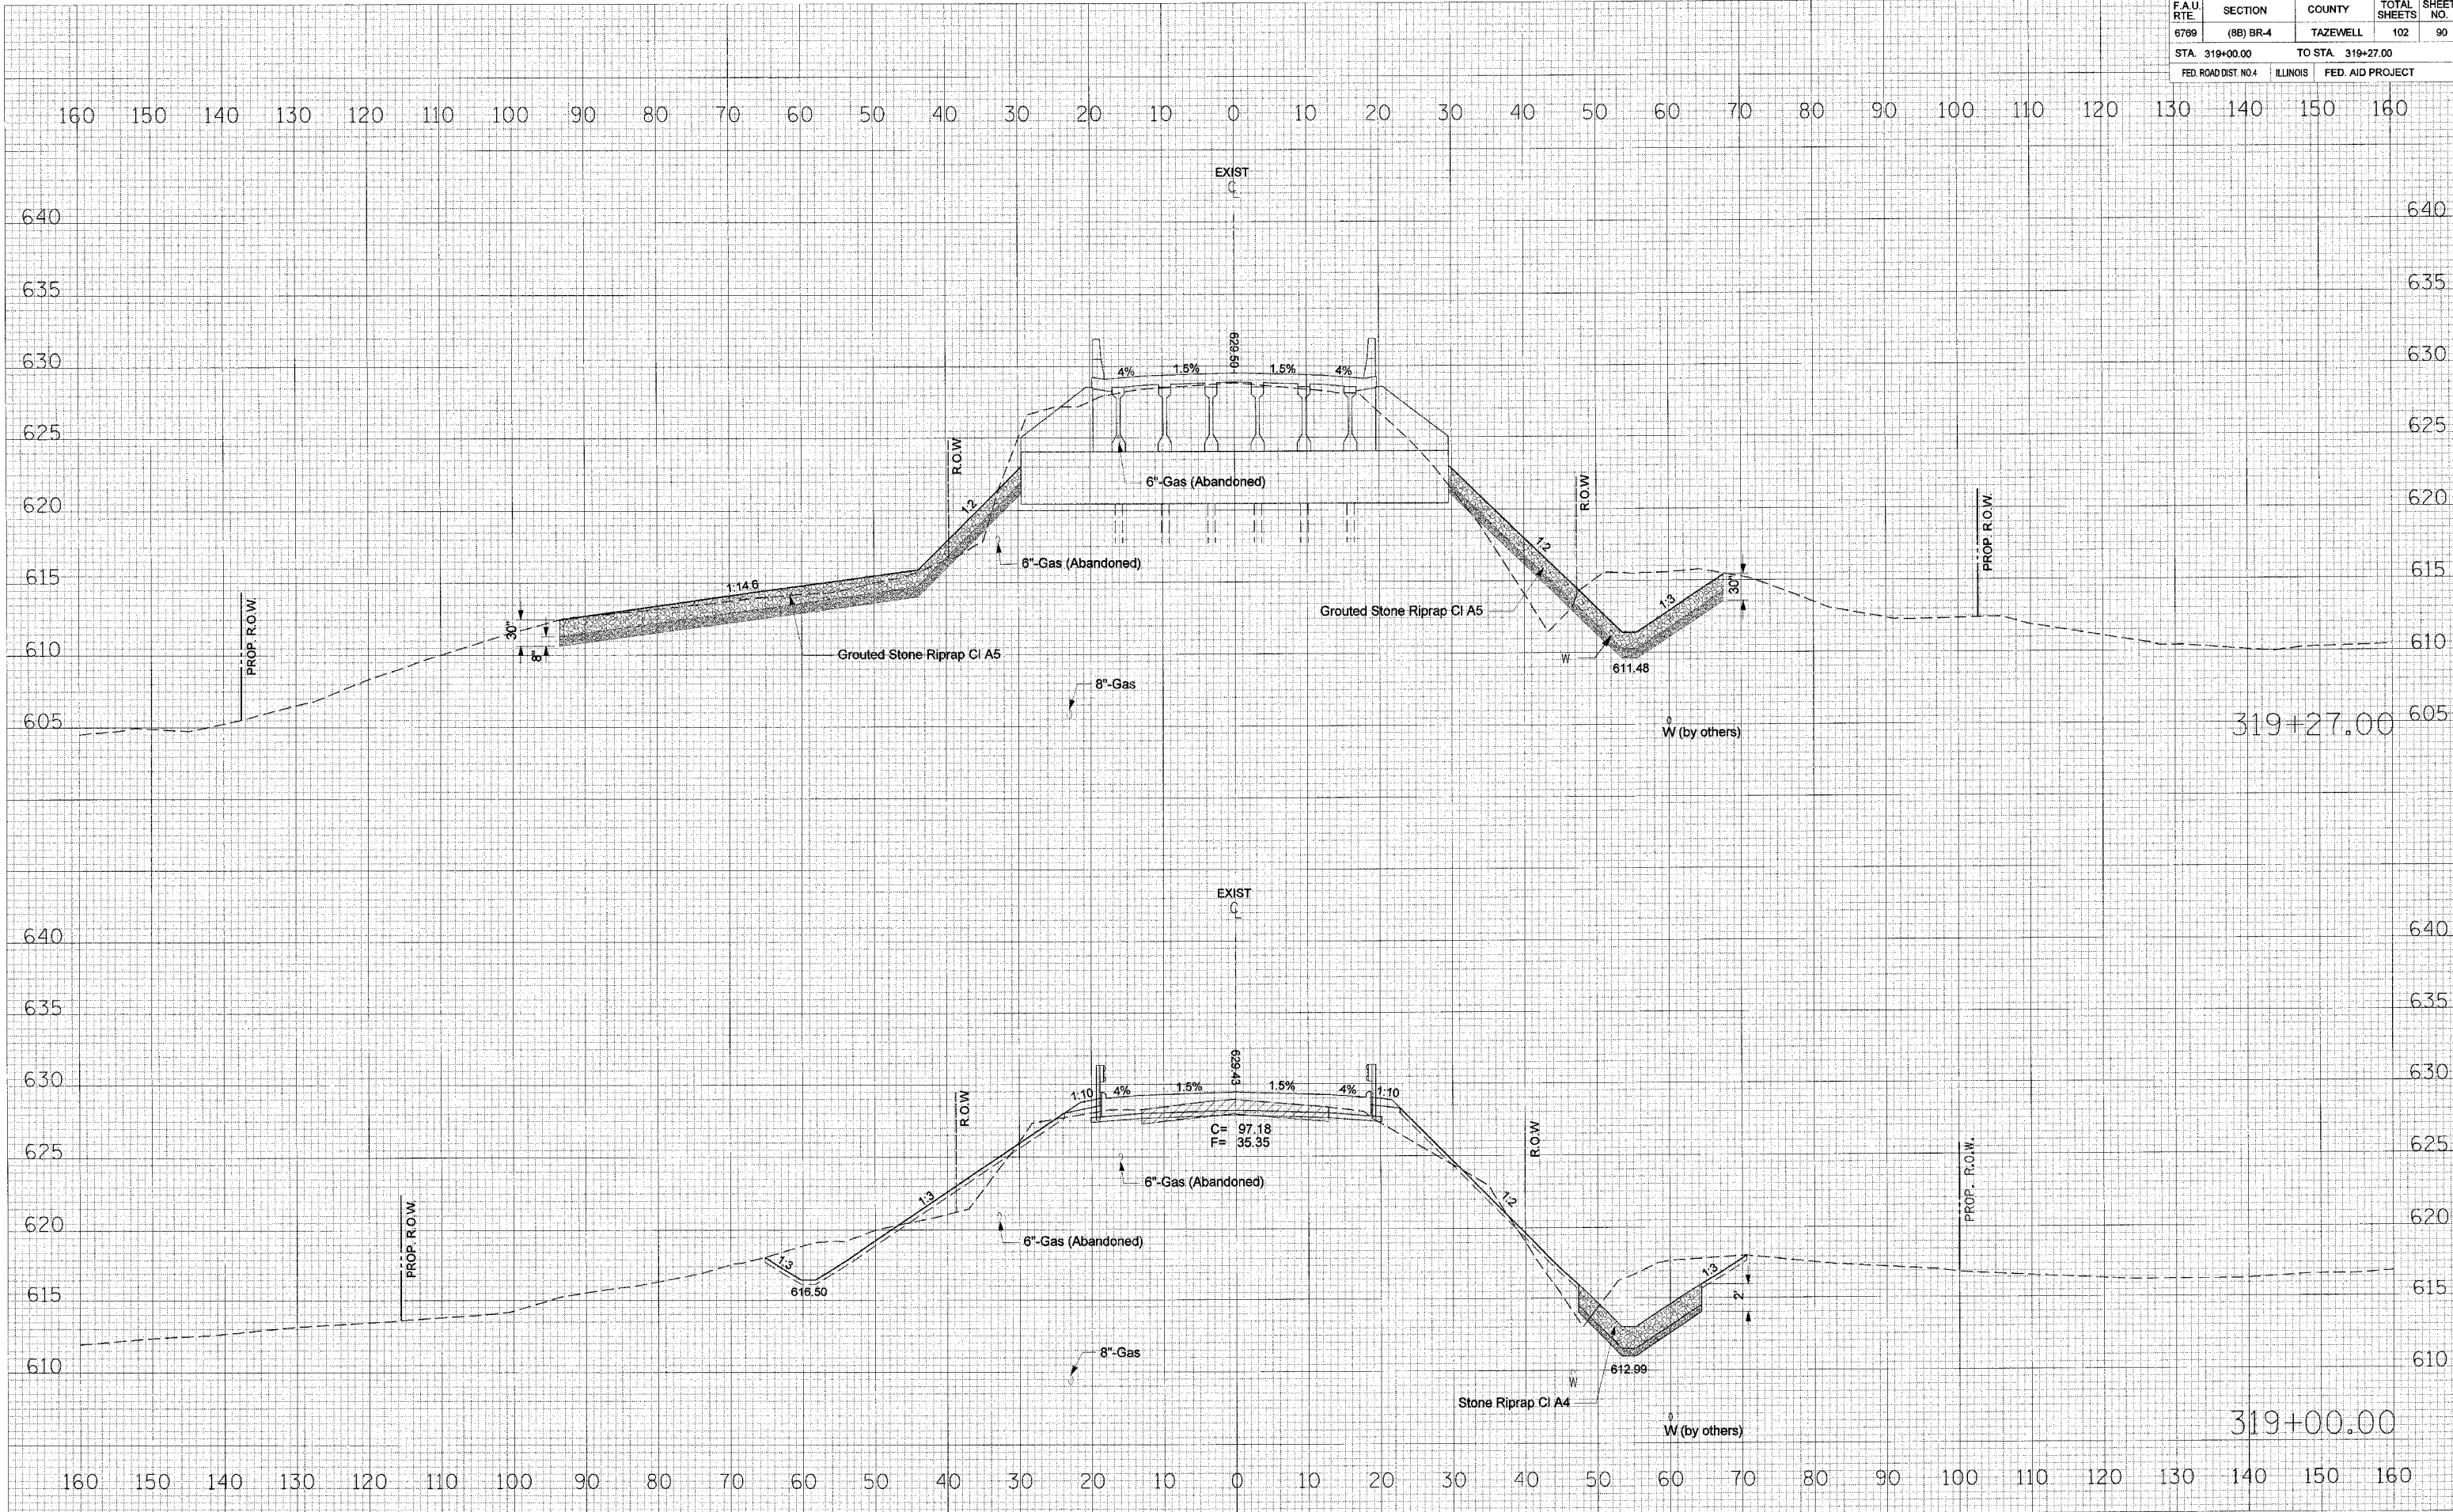 F.A.U. RTE. SECTION COUNTY TOTAL SHEETS SHEET NO.
6769 (8B) BR-4 TAZEWELL 102 90
STA. 319+00.00 TO STA. 319+27.00
FED. ROAD DIST. NO.4 ILLINOIS FED. AID PROJECT
160 150 140 130 120 110 100 90 80 70 60 50 40 30 20 10 0 10 20 30 40 50 60 70 80 90 100 110 120 130 140 150 160
EXIST
C L
640 640
635 635
630 630
629.50
4% 1.5% 1.5% 4%
625 625
R.O.W
6"-Gas (Abandoned)
R.O.W
620 620
1:2
PROP. R.O.W.
1:2
6"-Gas (Abandoned)
615 615
1:14.6
30"
1:3
Grouted Stone Riprap Cl A5
PROP. R.O.W.
30"
8"
610 610
Grouted Stone Riprap Cl A5
W
611.48
8"-Gas
605 605
W (by others)
319+27.00
EXIST
C L
640 640
635 635
630 630
629.43
1:10 4% 1.5% 1.5% 4% 1:10
R.O.W
C= 97.18
F= 35.35
R.O.W
625 625
6"-Gas (Abandoned)
1:3
1:2
PROP. R.O.W.
620 620
PROP. R.O.W.
6"-Gas (Abandoned)
1:3
1:3
616.50
615 615
2'
8"-Gas
610 610
612.99
W
Stone Riprap Cl A4
W (by others)
319+00.00
160 150 140 130 120 110 100 90 80 70 60 50 40 30 20 10 0 10 20 30 40 50 60 70 80 90 100 110 120 130 140 150 160